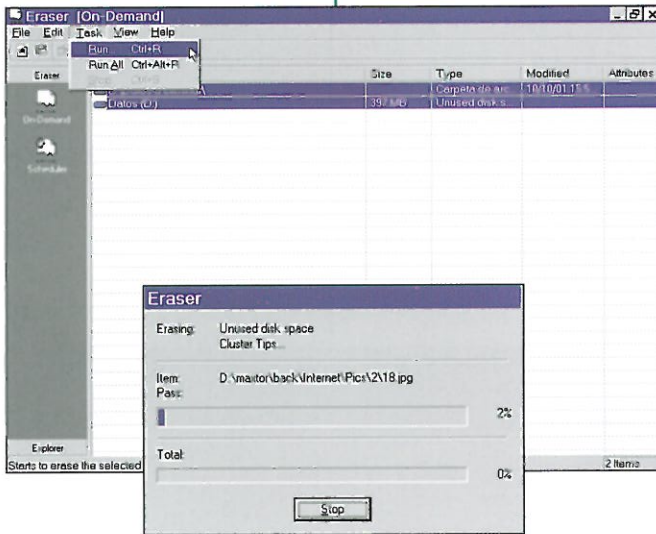 Eraser [On-Demand]
File Edit Task View Help
Run Ctrl+R
Run All Ctrl+Alt+R
Stop Ctrl+S
Eraser
Size Type Modified Attributes
Carpeta de arc 10/10/01
Datos (D:) 397 MB Unused disk s...
On-Demand
Scheduler
Eraser
Erasing: Unused disk space
Cluster Tips...
Item: D:\maxtor\back\Internet\Pics\2\18.jpg
Pass:
2%
Total:
0%
Stop
Explorer
Starts to erase the selected
2 Items